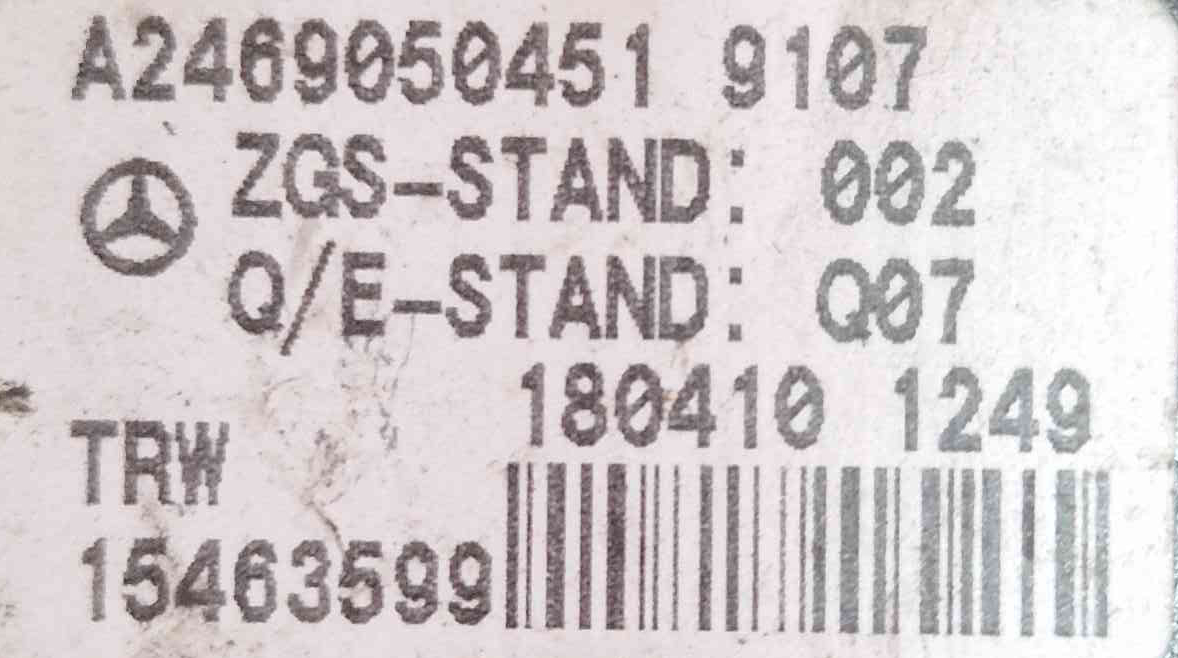 A2469050451 9107
ZGS-STAND: 002
Q/E-STAND: Q07
180410 1249
TRW
15463599